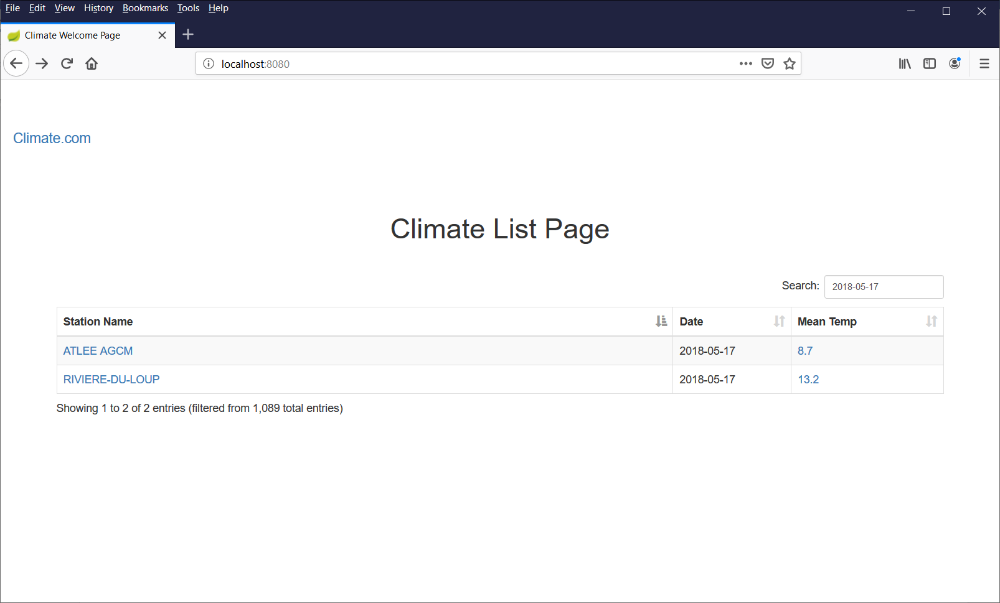 File Edit View History Bookmarks Tools Help
Climate Welcome Page
localhost:8080
Climate.com
Climate List Page
Search: 2018-05-17
Station Name Date Mean Temp
ATLEE AGCM 2018-05-17 8.7
RIVIERE-DU-LOUP 2018-05-17 13.2
Showing 1 to 2 of 2 entries (filtered from 1,089 total entries)